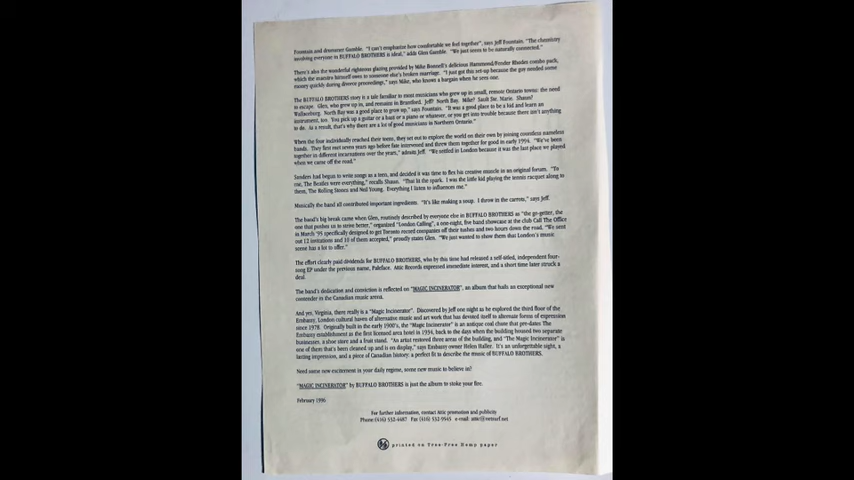 Fountain and drummer Gamble. "I can't emphasize how comfortable we feel together", says Jeff Fountain. "The chemistry
involving everyone in BUFFALO BROTHERS is ideal," adds Glen Gamble. "We just seem to be naturally connected."
There's also the wonderful righteous glazing provided by Mike Bonnell's delicious Hammond/Fender Rhodes combo pack,
which the maestro himself owes to someone else's broken marriage. "I just got this set-up because the guy needed some
money quickly during divorce proceedings," says Mike, who knows a bargain when he sees one.
The BUFFALO BROTHERS story is a tale familiar to most musicians who grew up in small, remote Ontario towns: the need
to escape. Glen, who grew up in, and remains in Brantford. Jeff? North Bay. Mike? Sault Ste. Marie. Shaun?
Wallaceburg. "North Bay was a good place to grow up," says Fountain. "It was a good place to be a kid and learn an
instrument, too. You pick up a guitar or a bass or a piano or whatever, or you get into trouble because there isn't anything
to do. As a result, that's why there are a lot of good musicians in Northern Ontario."
When the four individually reached their teens, they set out to explore the world on their own by joining countless nameless
bands. They first met seven years ago before fate intervened and threw them together for good in early 1994. "We've been
together in different incarnations over the years," admits Jeff. "We settled in London because it was the last place we played
when we came off the road."
Sanders had begun to write songs as a teen, and decided it was time to flex his creative muscle in an original forum. "To
me, The Beatles were everything," recalls Shaun. "That lit the spark. I was the little kid playing the tennis racquet along to
them, The Rolling Stones and Neil Young. Everything I listen to influences me."
Musically the band all contributed important ingredients. "It's like making a soup. I throw in the carrots," says Jeff.
The band's big break came when Glen, routinely described by everyone else in BUFFALO BROTHERS as "the go-getter, the
one that pushes us to strive better," organized "London Calling", a one-night, five band showcase at the club Call The Office
in March '95 specifically designed to get Toronto record companies off their tushes and two hours down the road. "We sent
out 12 invitations and 10 of them accepted," proudly states Glen. "We just wanted to show them that London's music
scene has a lot to offer."
The effort clearly paid dividends for BUFFALO BROTHERS, who by this time had released a self-titled, independent four-
song EP under the previous name, Paleface. Attic Records expressed immediate interest, and a short time later struck a
deal.
The band's dedication and conviction is reflected on "MAGIC INCINERATOR", an album that hails an exceptional new
contender in the Canadian music arena.
And yes, Virginia, there really is a "Magic Incinerator". Discovered by Jeff one night as he explored the third floor of the
Embassy, London cultural haven of alternative music and art work that has devoted itself to alternate forms of expression
since 1978. Originally built in the early 1900's, the "Magic Incinerator" is an antique coal chute that pre-dates The
Embassy establishment as the first licensed area hotel in 1934, back to the days when the building housed two separate
businesses, a shoe store and a fruit stand. "An artist restored three areas of the building, and "The Magic Incinerator" is
one of them that's been cleaned up and is on display," says Embassy owner Helen Haller. It's an unforgettable sight, a
lasting impression, and a piece of Canadian history: a perfect fit to describe the music of BUFFALO BROTHERS.
Need some new excitement in your daily regime, some new music to believe in?
"MAGIC INCINERATOR" by BUFFALO BROTHERS is just the album to stoke your fire.
February 1996
For further information, contact Attic promotion and publicity
Phone:(416) 532-4487 Fax (416) 532-9545 e-mail: attic@netsurf.net
printed on Tree-Free Hemp paper